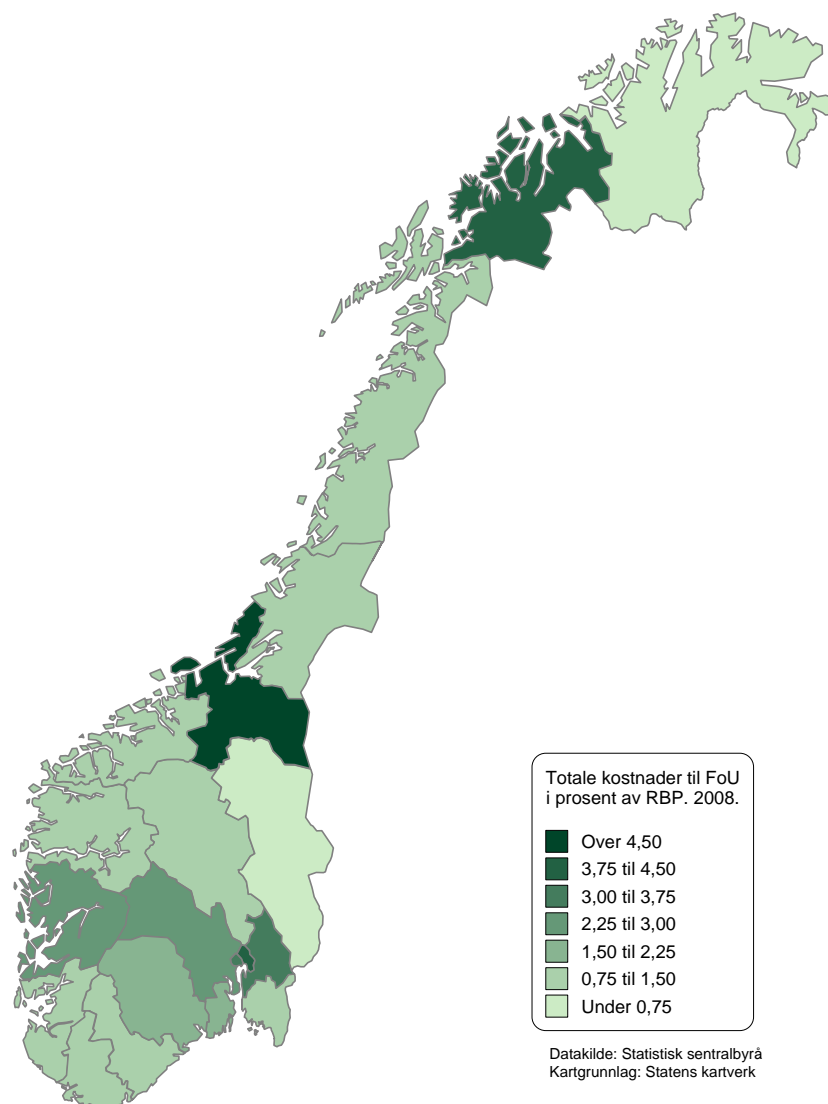 Totale kostnader til FoU
i prosent av RBP. 2008.
Over 4,50
3,75 til 4,50
3,00 til 3,75
2,25 til 3,00
1,50 til 2,25
0,75 til 1,50
Under 0,75
Datakilde: Statistisk sentralbyrå
Kartgrunnlag: Statens kartverk